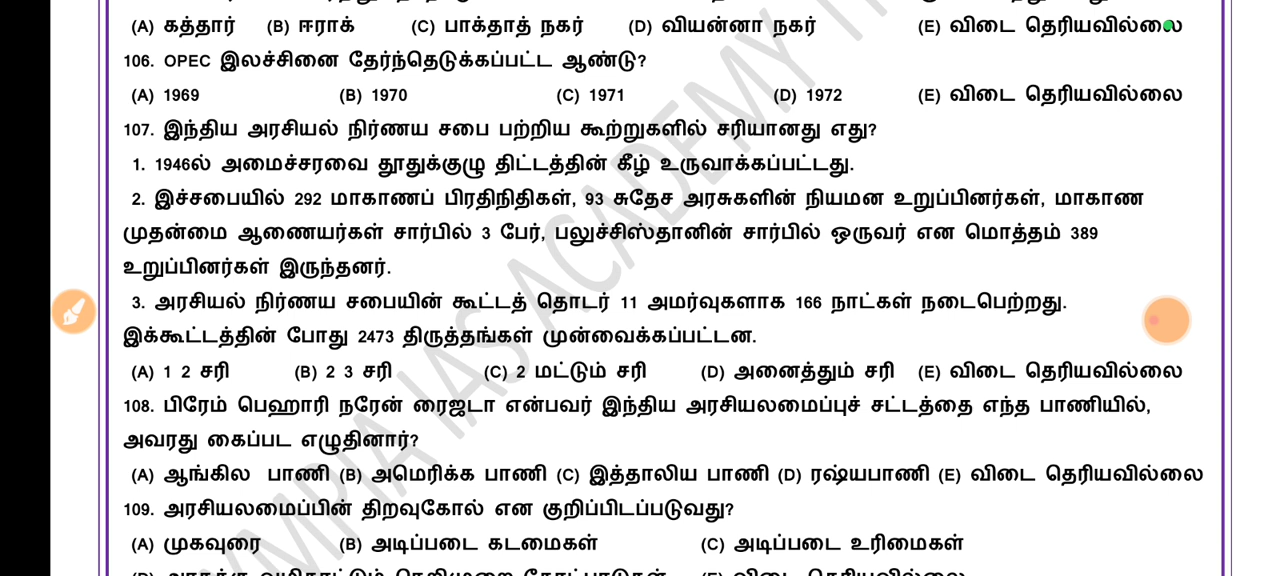 (A) கத்தார் (B) ஈராக் (C) பாக்தாத் நகர் (D) வியன்னா நகர் (E) விடை தெரியவில்லை
106. OPEC இலச்சினை தேர்ந்தெடுக்கப்பட்ட ஆண்டு?
(A) 1969 (B) 1970 (C) 1971 (D) 1972 (E) விடை தெரியவில்லை
107. இந்திய அரசியல் நிர்ணய சபை பற்றிய கூற்றுகளில் சரியானது எது?
1. 1946ல் அமைச்சரவை தூதுக்குழு திட்டத்தின் கீழ் உருவாக்கப்பட்டது.
2. இச்சபையில் 292 மாகாணப் பிரதிநிதிகள், 93 சுதேச அரசுகளின் நியமன உறுப்பினர்கள், மாகாண
முதன்மை ஆணையர்கள் சார்பில் 3 பேர், பலுச்சிஸ்தானின் சார்பில் ஒருவர் என மொத்தம் 389
உறுப்பினர்கள் இருந்தனர்.
3. அரசியல் நிர்ணய சபையின் கூட்டத் தொடர் 11 அமர்வுகளாக 166 நாட்கள் நடைபெற்றது.
இக்கூட்டத்தின் போது 2473 திருத்தங்கள் முன்வைக்கப்பட்டன.
(A) 1 2 சரி (B) 2 3 சரி (C) 2 மட்டும் சரி (D) அனைத்தும் சரி (E) விடை தெரியவில்லை
108. பிரேம் பெஹாரி நரேன் ரைஜடா என்பவர் இந்திய அரசியலமைப்புச் சட்டத்தை எந்த பாணியில்,
அவரது கைப்பட எழுதினார்?
(A) ஆங்கில பாணி (B) அமெரிக்க பாணி (C) இத்தாலிய பாணி (D) ரஷ்யபாணி (E) விடை தெரியவில்லை
109. அரசியலமைப்பின் திறவுகோல் என குறிப்பிடப்படுவது?
(A) முகவுரை (B) அடிப்படை கடமைகள் (C) அடிப்படை உரிமைகள்